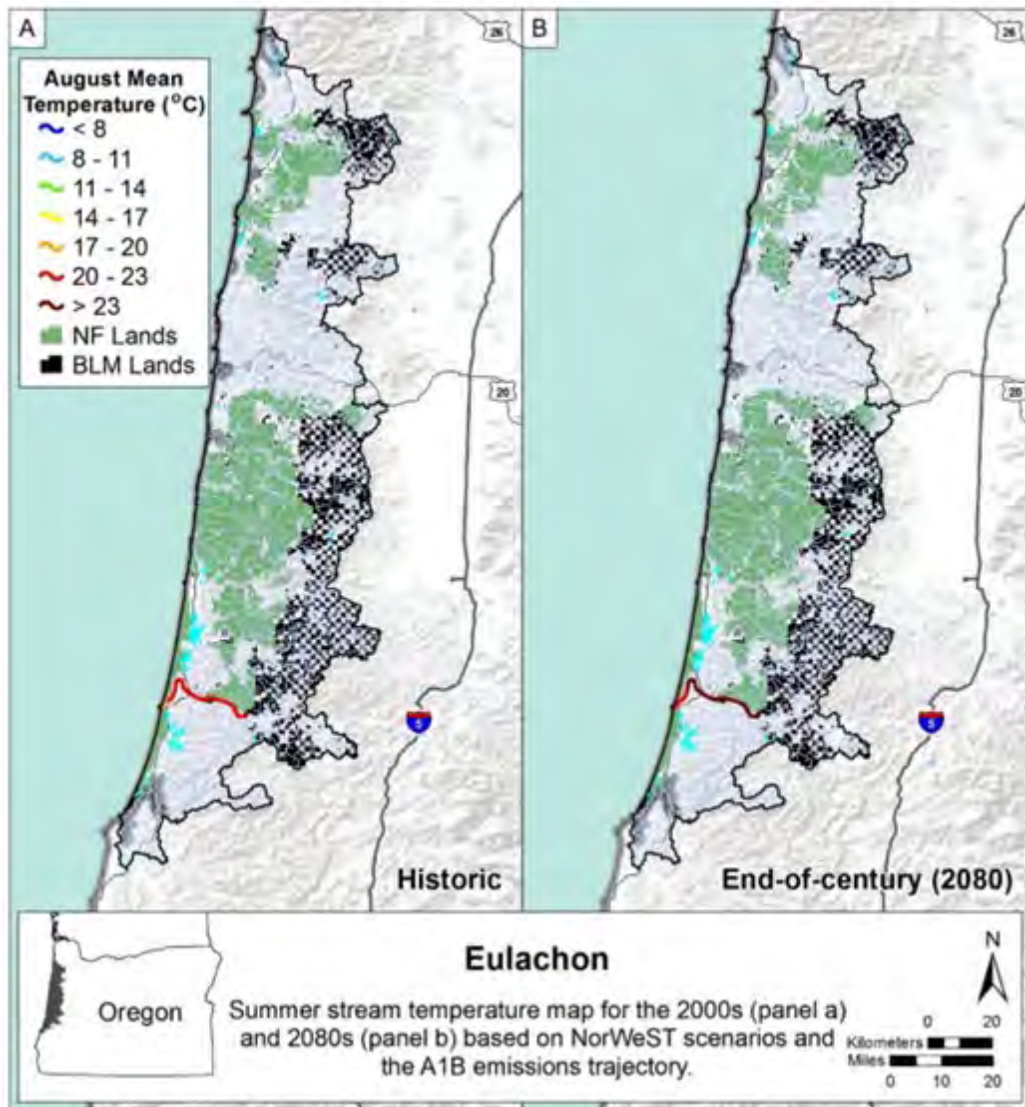 A
B
26
26
August Mean
Temperature (°C)
< 8
8 - 11
11 - 14
14 - 17
17 - 20
20 - 23
> 23
NF Lands
BLM Lands
20
20
5
5
Historic
End-of-century (2080)
Oregon
Eulachon
Summer stream temperature map for the 2000s (panel a)
and 2080s (panel b) based on NorWeST scenarios and
the A1B emissions trajectory.
N
0 20
Kilometers
Miles
0 10 20